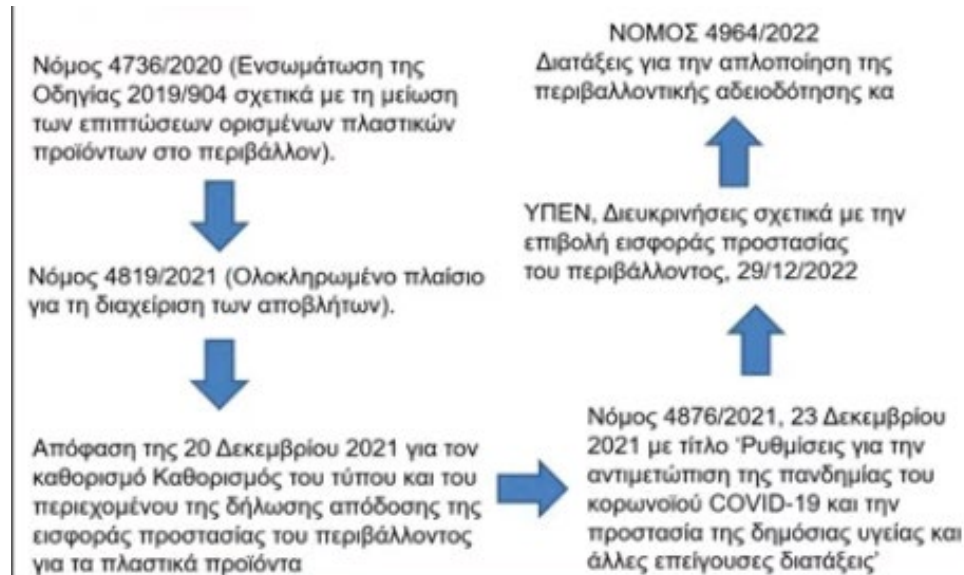 Νόμος 4736/2020 (Ενσωμάτωση της
Οδηγίας 2019/904 σχετικά με τη μείωση
των επιπτώσεων ορισμένων πλαστικών
προϊόντων στο περιβάλλον).
Νόμος 4819/2021 (Ολοκληρωμένο πλαίσιο
για τη διαχείριση των αποβλήτων).
Απόφαση της 20 Δεκεμβρίου 2021 για τον
καθορισμό Καθορισμός του τύπου και του
περιεχομένου της δήλωσης απόδοσης της
εισφοράς προστασίας του περιβάλλοντος
για τα πλαστικά προϊόντα
Νόμος 4876/2021, 23 Δεκεμβρίου
2021 με τίτλο ‘Ρυθμίσεις για την
αντιμετώπιση της πανδημίας του
κορωνοϊού COVID-19 και την
προστασία της δημόσιας υγείας και
άλλες επείγουσες διατάξεις’
ΥΠΕΝ, Διευκρινήσεις σχετικά με την
επιβολή εισφοράς προστασίας
του περιβάλλοντος, 29/12/2022
ΝΟΜΟΣ 4964/2022
Διατάξεις για την απλοποίηση της
περιβαλλοντικής αδειοδότησης κα